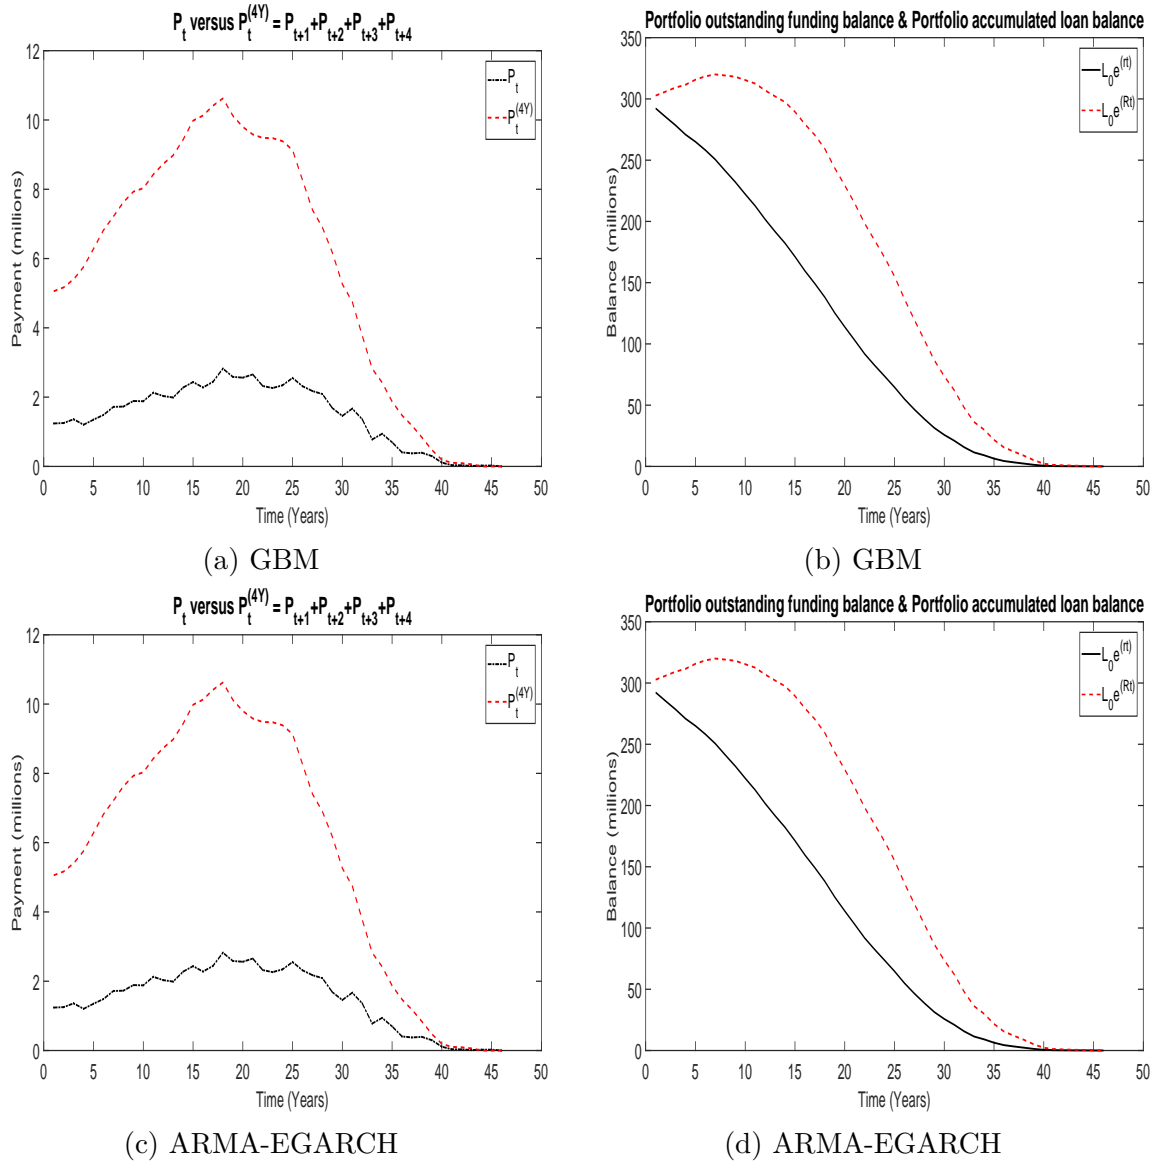 P_t versus P_t^(4Y) = P_t+1+P_t+2+P_t+3+P_t+4
12
10
8
6
4
2
0
Payment (millions)
P_t
P_t^(4Y)
0 5 10 15 20 25 30 35 40 45 50
Time (Years)
(a) GBM
Portfolio outstanding funding balance & Portfolio accumulated loan balance
350
300
250
200
150
100
50
0
Balance (millions)
L_0e^(rt)
L_0e^(Rt)
0 5 10 15 20 25 30 35 40 45 50
Time (Years)
(b) GBM
P_t versus P_t^(4Y) = P_t+1+P_t+2+P_t+3+P_t+4
12
10
8
6
4
2
0
Payment (millions)
P_t
P_t^(4Y)
0 5 10 15 20 25 30 35 40 45 50
Time (Years)
(c) ARMA-EGARCH
Portfolio outstanding funding balance & Portfolio accumulated loan balance
350
300
250
200
150
100
50
0
Balance (millions)
L_0e^(rt)
L_0e^(Rt)
0 5 10 15 20 25 30 35 40 45 50
Time (Years)
(d) ARMA-EGARCH